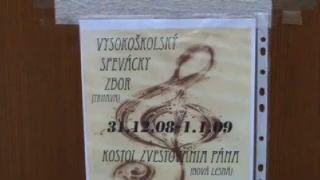 VYSOKOŠKOLSKÝ
SPEVÁCKY
ZBOR
(TRNAVA)
31.12.08-1.1.09
KOSTOL ZVESTOVANIA PÁNA
(NOVÁ LESNÁ)